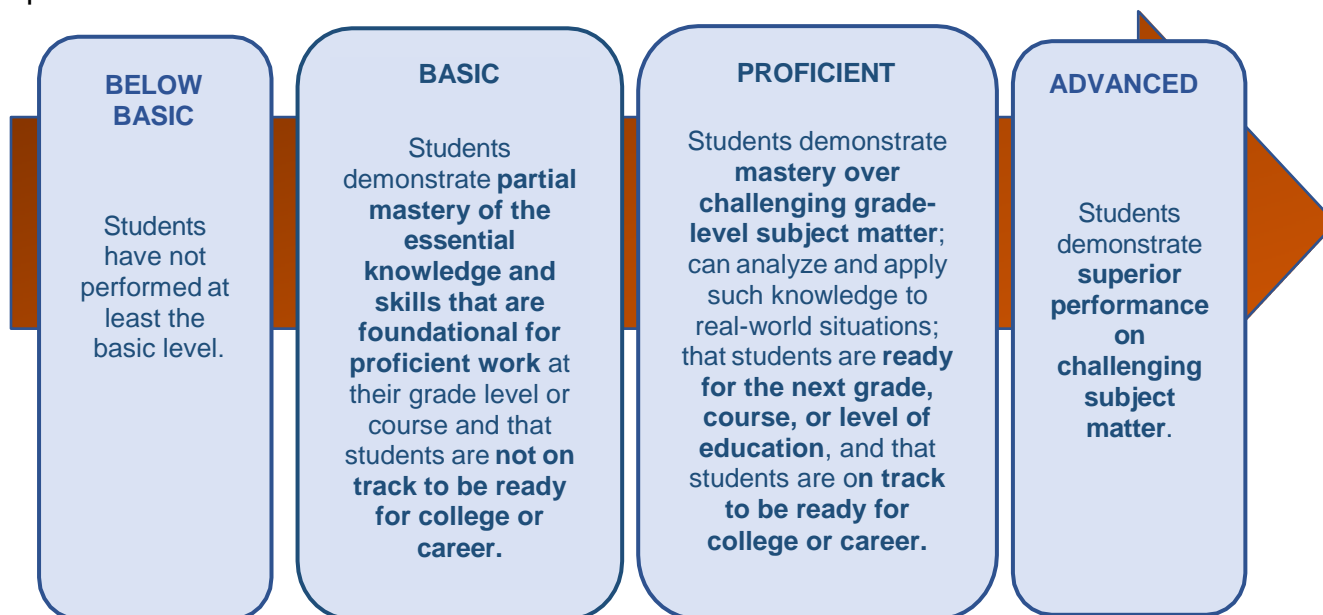 BELOW
BASIC
Students
have not
performed at
least the
basic level.
BASIC
Students
demonstrate partial
mastery of the
essential
knowledge and
skills that are
foundational for
proficient work at
their grade level or
course and that
students are not on
track to be ready
for college or
career.
PROFICIENT
Students demonstrate
mastery over
challenging grade-
level subject matter;
can analyze and apply
such knowledge to
real-world situations;
that students are ready
for the next grade,
course, or level of
education, and that
students are on track
to be ready for
college or career.
ADVANCED
Students
demonstrate
superior
performance
on
challenging
subject
matter.